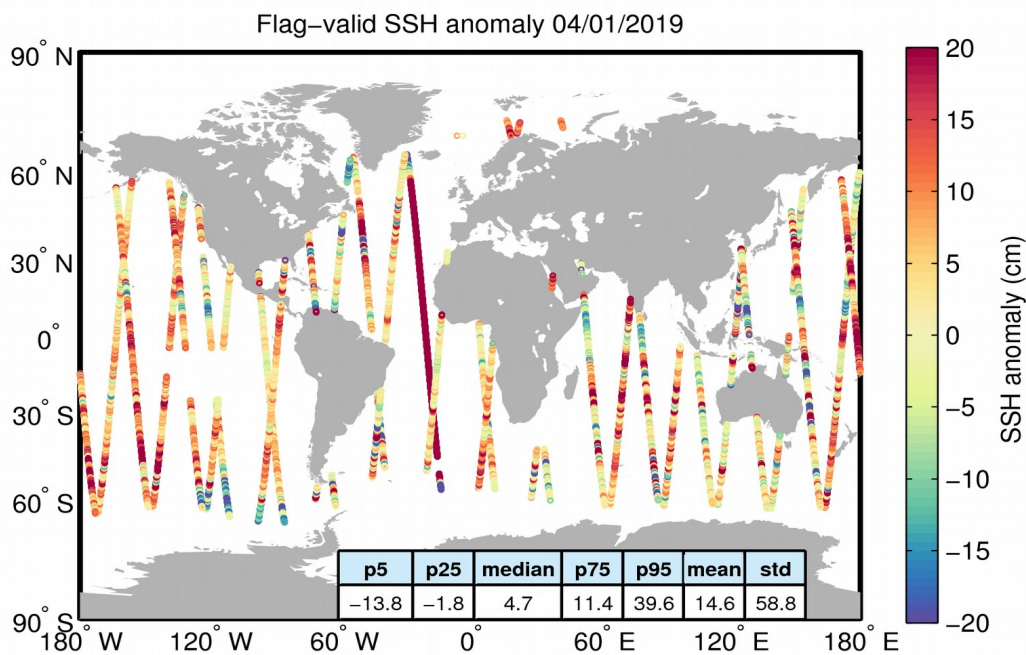 Flag−valid SSH anomaly 04/01/2019
90° N
60° N
30° N
0°
30° S
60° S
90° S
180° W
120° W
60° W
0°
60° E
120° E
180° E
p5 p25 median p75 p95 mean std
−13.8 −1.8 4.7 11.4 39.6 14.6 58.8
20
15
10
5
0
−5
−10
−15
−20
SSH anomaly (cm)